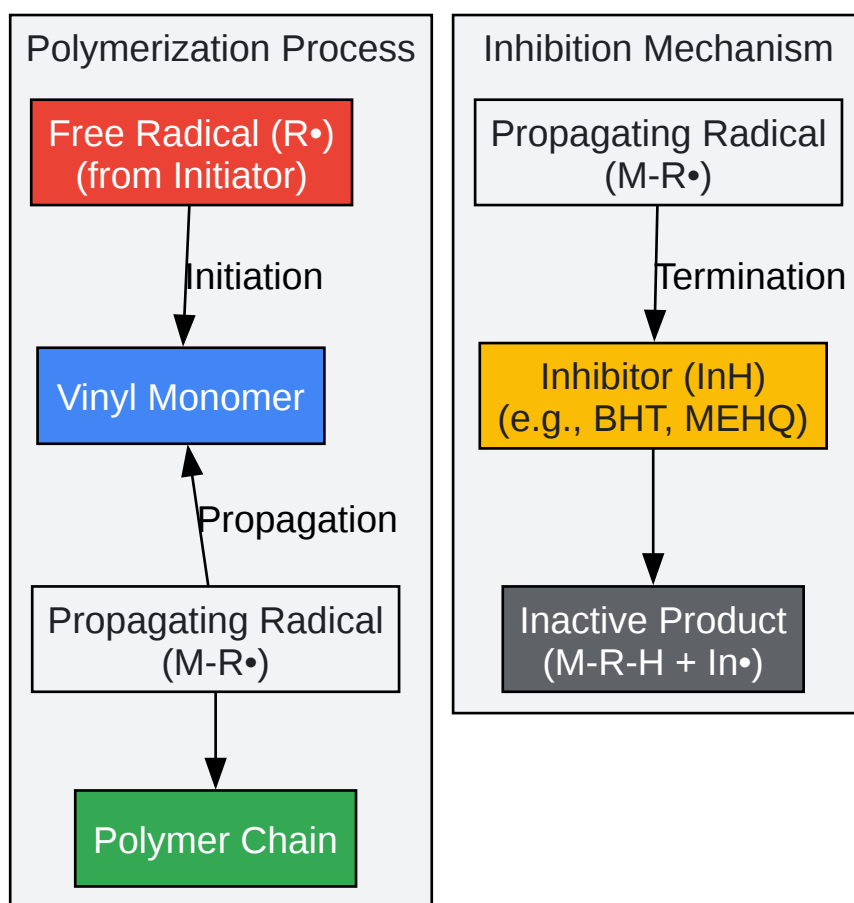 Polymerization Process
Free Radical (R•)
(from Initiator)
Initiation
Vinyl Monomer
Propagation
Propagating Radical
(M-R•)
Polymer Chain
Inhibition Mechanism
Propagating Radical
(M-R•)
Termination
Inhibitor (InH)
(e.g., BHT, MEHQ)
Inactive Product
(M-R-H + In•)